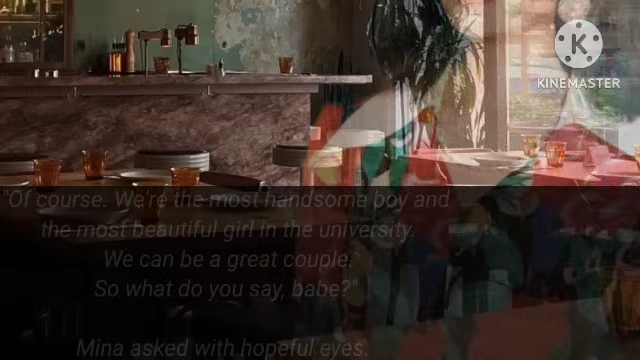 K
KINEMASTER
"Of course. We're the most handsome boy and
the most beautiful girl in the university.
We can be a great couple.
So what do you say, babe?"
Mina asked with hopeful eyes.